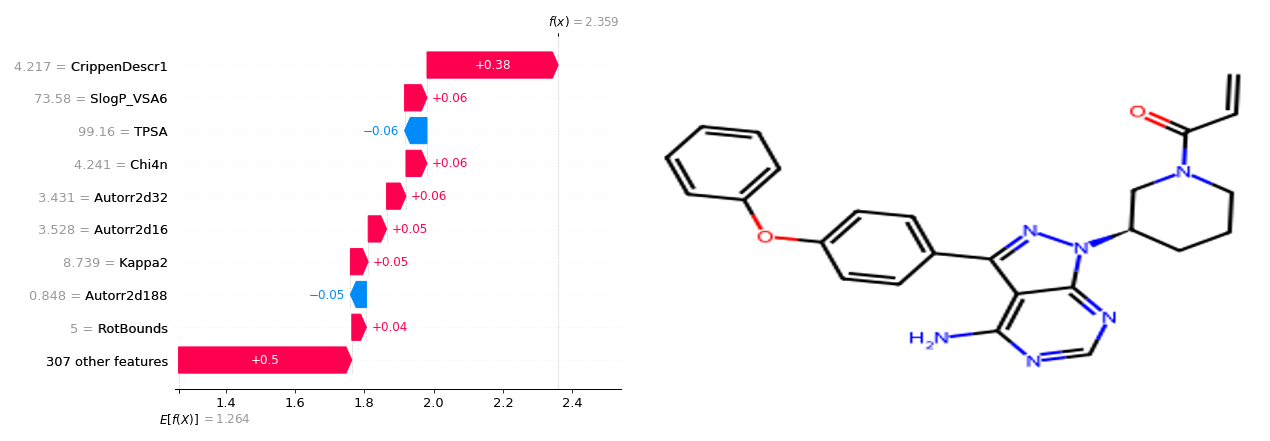 f(x) = 2.359
4.217 = CrippenDescr1
+0.38
73.58 = SlogP_VSA6
+0.06
99.16 = TPSA
−0.06
4.241 = Chi4n
+0.06
3.431 = Autorr2d32
+0.06
3.528 = Autorr2d16
+0.05
8.739 = Kappa2
+0.05
0.848 = Autorr2d188
−0.05
5 = RotBounds
+0.04
307 other features
+0.5
1.4 1.6 1.8 2.0 2.2 2.4
E[f(X)] = 1.264
O
N
O
N
N
N
H2N
N